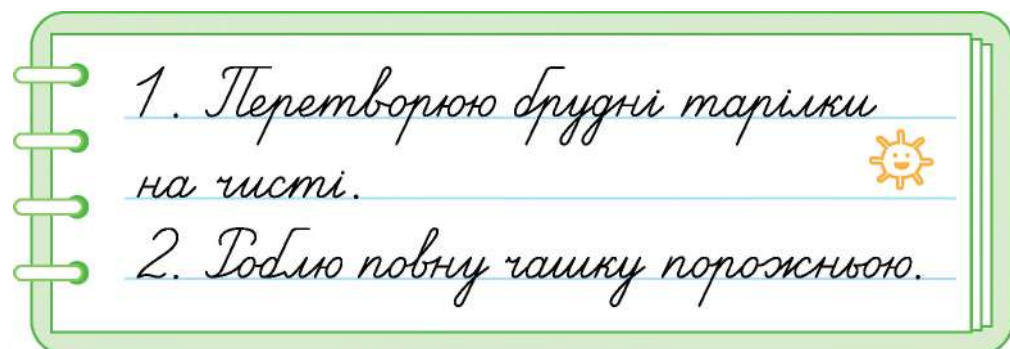 1. Перетворюю брудні тарілки
на чисті.
2. Роблю повну чашку порожньою.